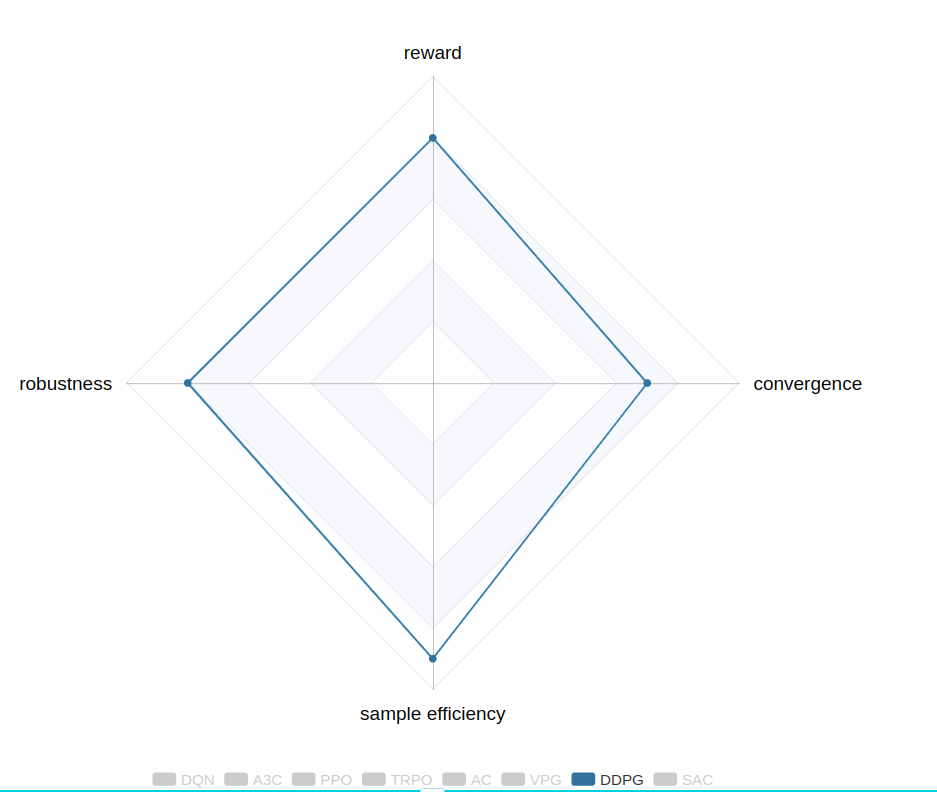 reward
robustness
convergence
sample efficiency
DQN A3C PPO TRPO AC VPG DDPG SAC